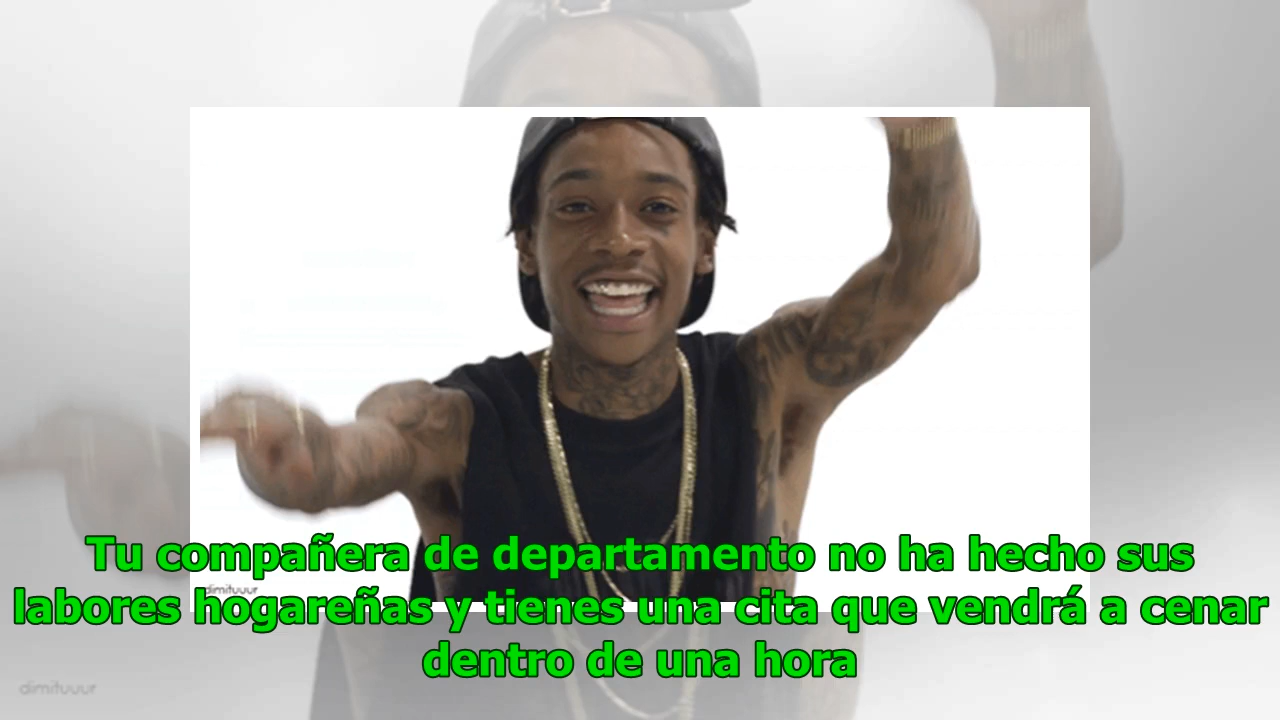 Tu compañera de departamento no ha hecho sus
labores hogareñas y tienes una cita que vendrá a cenar
dentro de una hora
dimituuur
dimituuur